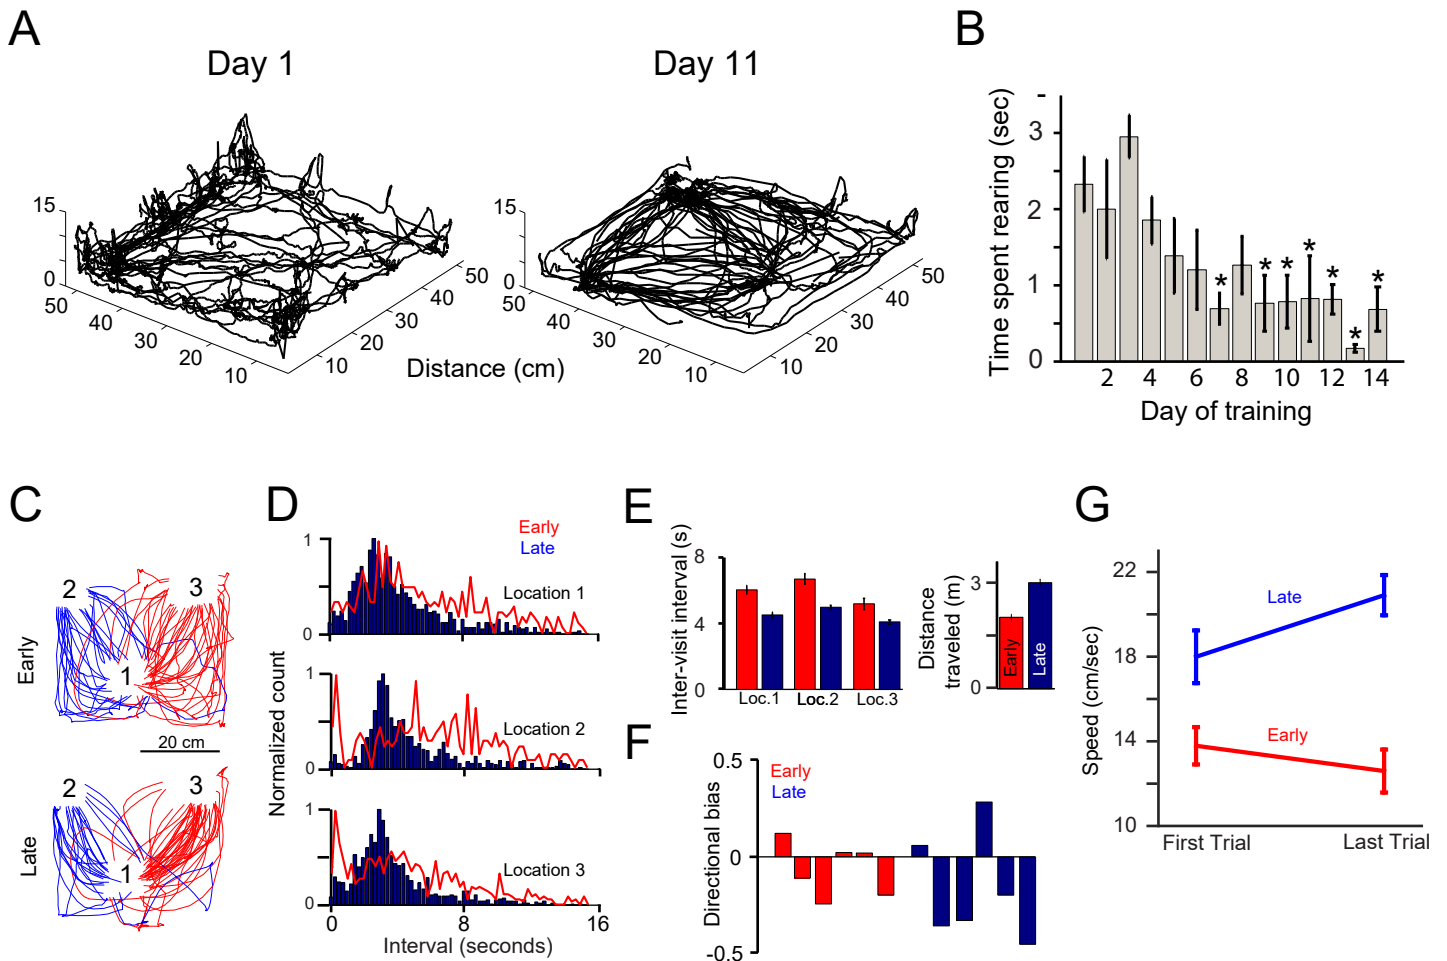 A
Day 1
Day 11
15
0
50
40
30
20
10
10
20
30
40
50
15
0
50
40
30
20
10
10
20
30
40
50
Distance (cm)
B
Time spent rearing (sec)
3
2
1
0
* * * * * * *
2 4 6 8 10 12 14
Day of training
C
Early
2 3
1
20 cm
Late
2 3
1
D
Early
Late
Normalized count
1
0
Location 1
1
0
Location 2
1
0
Location 3
0 8 16
Interval (seconds)
E
Inter-visit interval (s)
8
4
0
Loc.1 Loc.2 Loc.3
Distance
traveled (m)
3
0
Early
Late
F
Directional bias
0.5
0
-0.5
Early
Late
G
Speed (cm/sec)
22
18
14
10
Late
Early
First Trial Last Trial